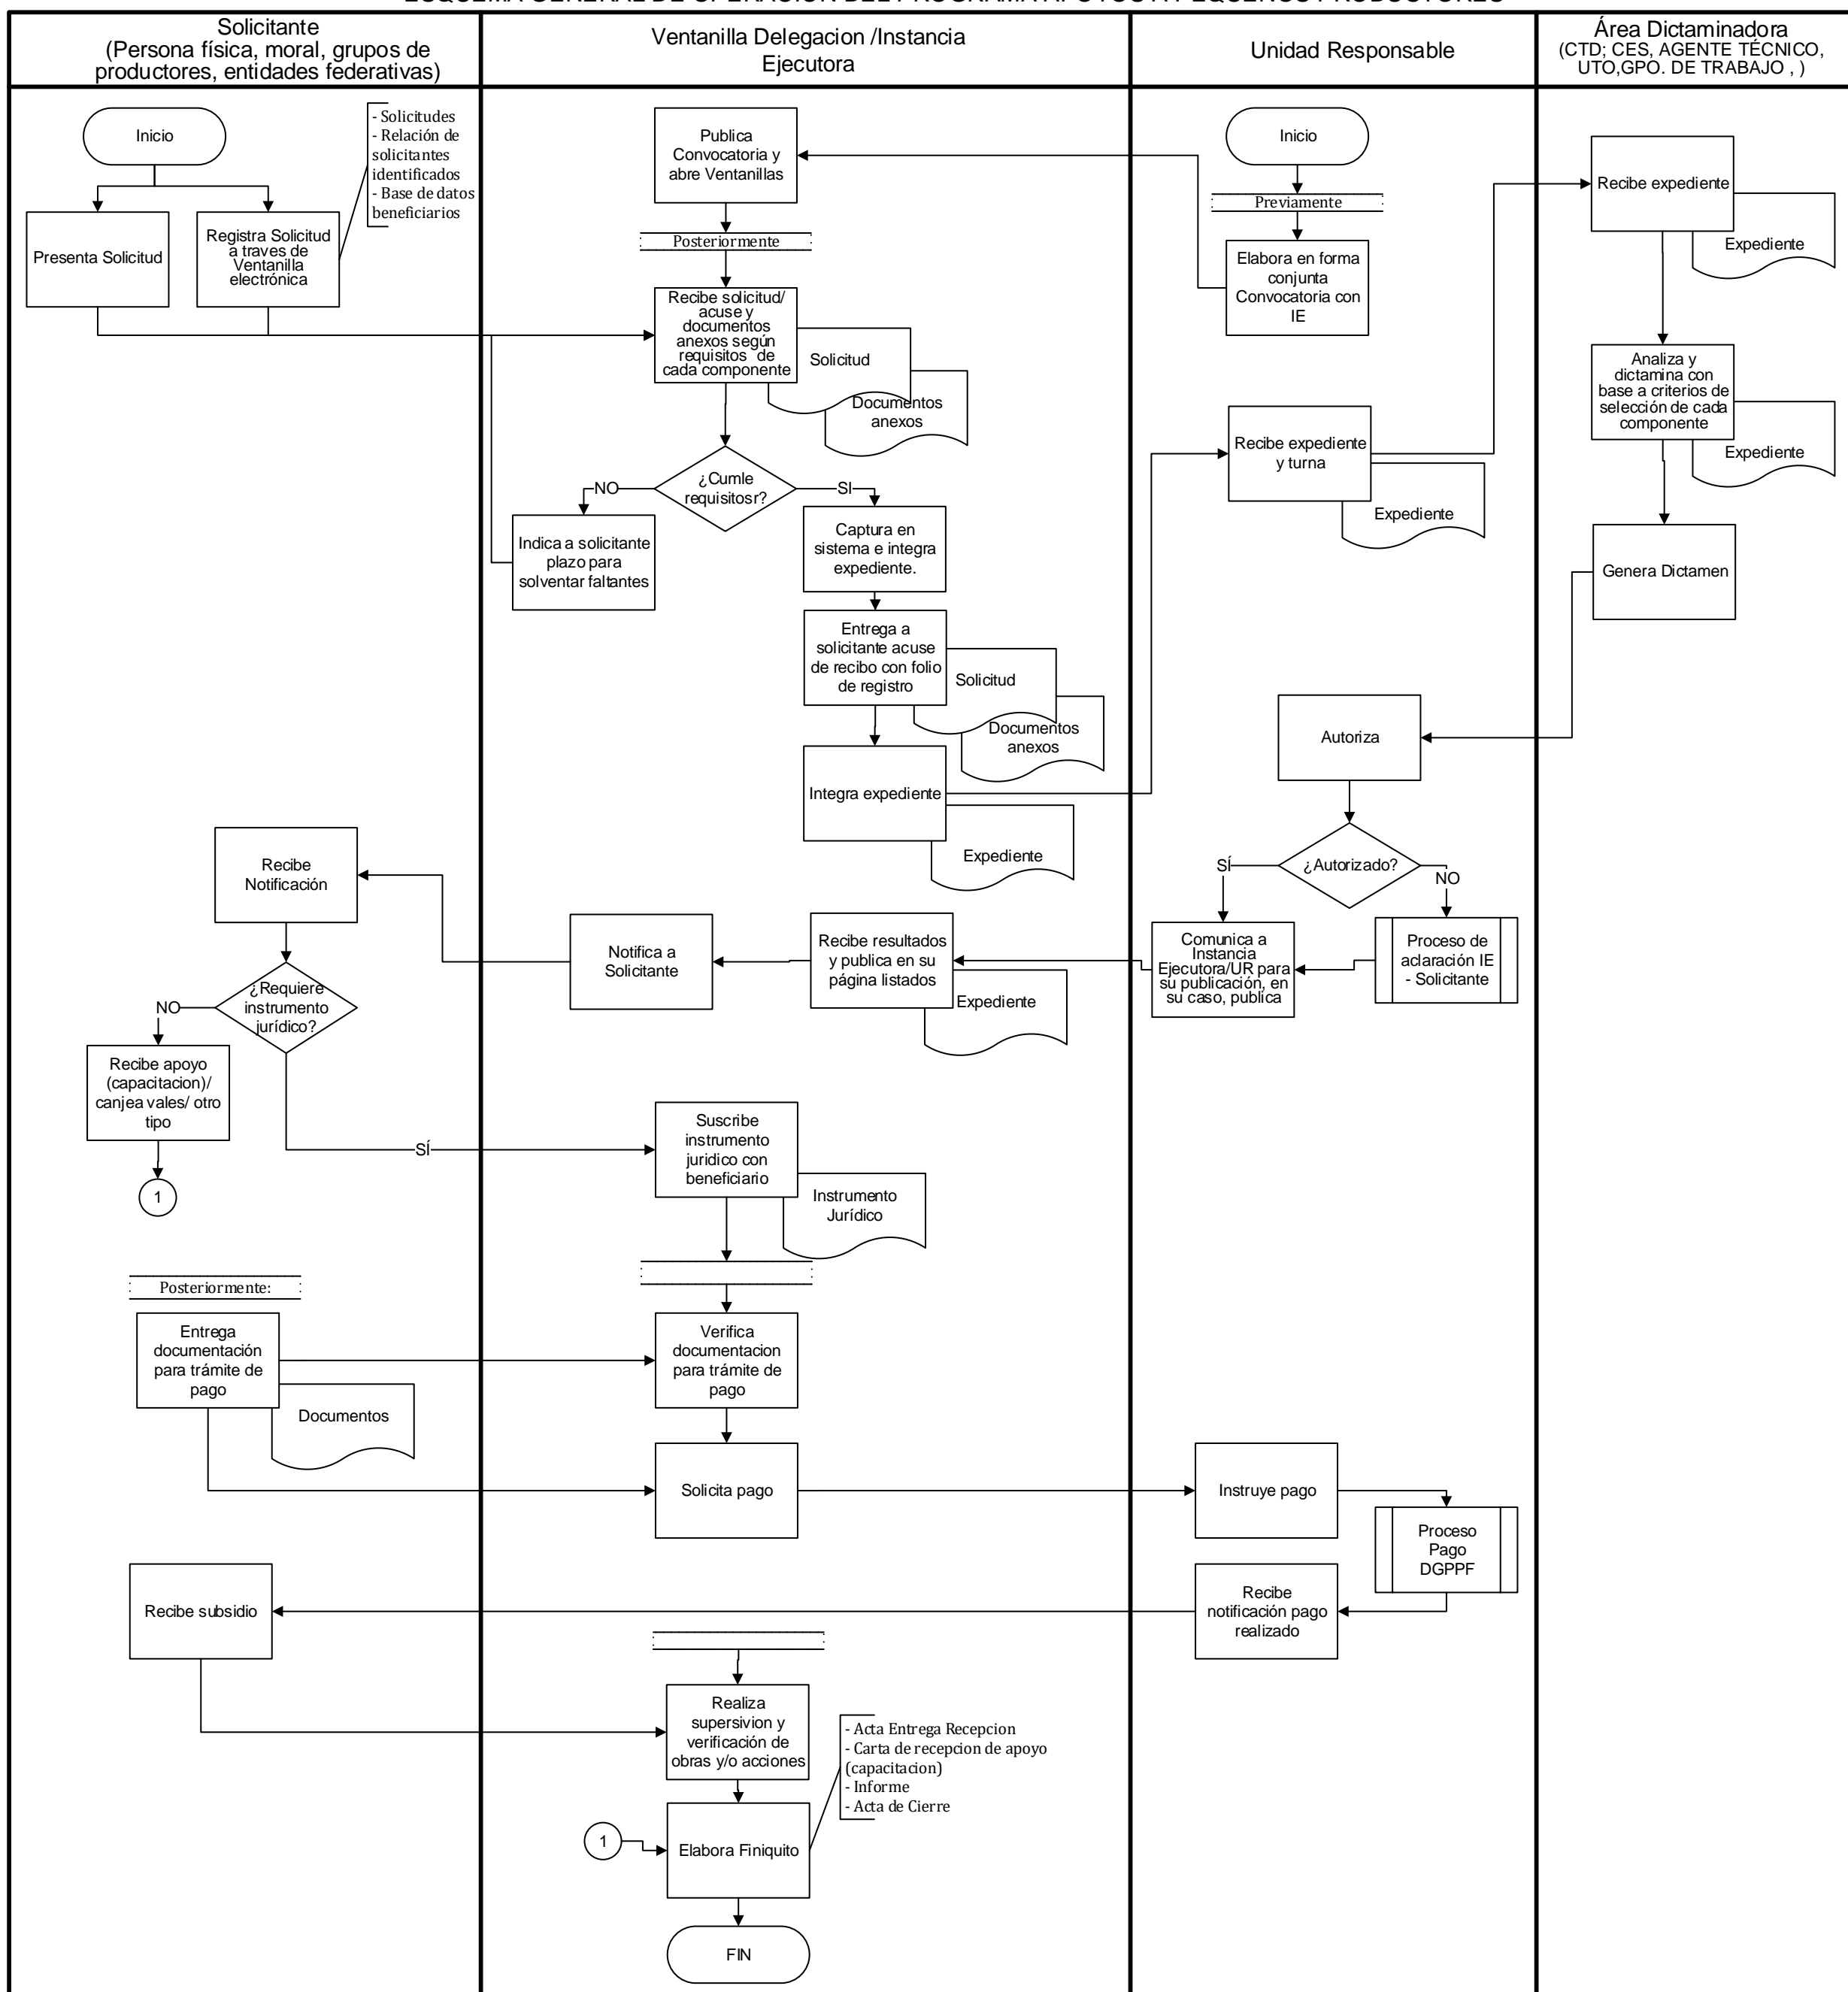 Solicitante
(Persona física, moral, grupos de
productores, entidades federativas)
Ventanilla Delegacion /Instancia
Ejecutora
Unidad Responsable
Área Dictaminadora
(CTD; CES, AGENTE TÉCNICO,
UTO,GPO. DE TRABAJO , )
Inicio
- Solicitudes
- Relación de
solicitantes
identificados
- Base de datos
beneficiarios
Presenta Solicitud
Registra Solicitud
a traves de
Ventanilla
electrónica
Publica
Convocatoria y
abre Ventanillas
Posteriormente
Recibe solicitud/
acuse y
documentos
anexos según
requisitos de
cada componente
Solicitud
Documentos
anexos
¿Cumle
requisitosr?
NO
SI
Indica a solicitante
plazo para
solventar faltantes
Captura en
sistema e integra
expediente.
Entrega a
solicitante acuse
de recibo con folio
de registro
Solicitud
Documentos
anexos
Integra expediente
Expediente
Inicio
Previamente
Elabora en forma
conjunta
Convocatoria con
IE
Recibe expediente
y turna
Expediente
Recibe expediente
Expediente
Analiza y
dictamina con
base a criterios de
selección de cada
componente
Expediente
Genera Dictamen
Autoriza
¿Autorizado?
SÍ
NO
Comunica a
Instancia
Ejecutora/UR para
su publicación, en
su caso, publica
Proceso de
aclaración IE
- Solicitante
Recibe resultados
y publica en su
página listados
Expediente
Notifica a
Solicitante
Recibe
Notificación
¿Requiere
instrumento
jurídico?
NO
SÍ
Recibe apoyo
(capacitacion)/
canjea vales/ otro
tipo
1
Suscribe
instrumento
juridico con
beneficiario
Instrumento
Jurídico
Posteriormente:
Entrega
documentación
para trámite de
pago
Documentos
Verifica
documentacion
para trámite de
pago
Solicita pago
Instruye pago
Proceso
Pago
DGPPF
Recibe
notificación pago
realizado
Recibe subsidio
Realiza
supersivion y
verificación de
obras y/o acciones
- Acta Entrega Recepcion
- Carta de recepcion de apoyo
(capacitacion)
- Informe
- Acta de Cierre
1
Elabora Finiquito
FIN